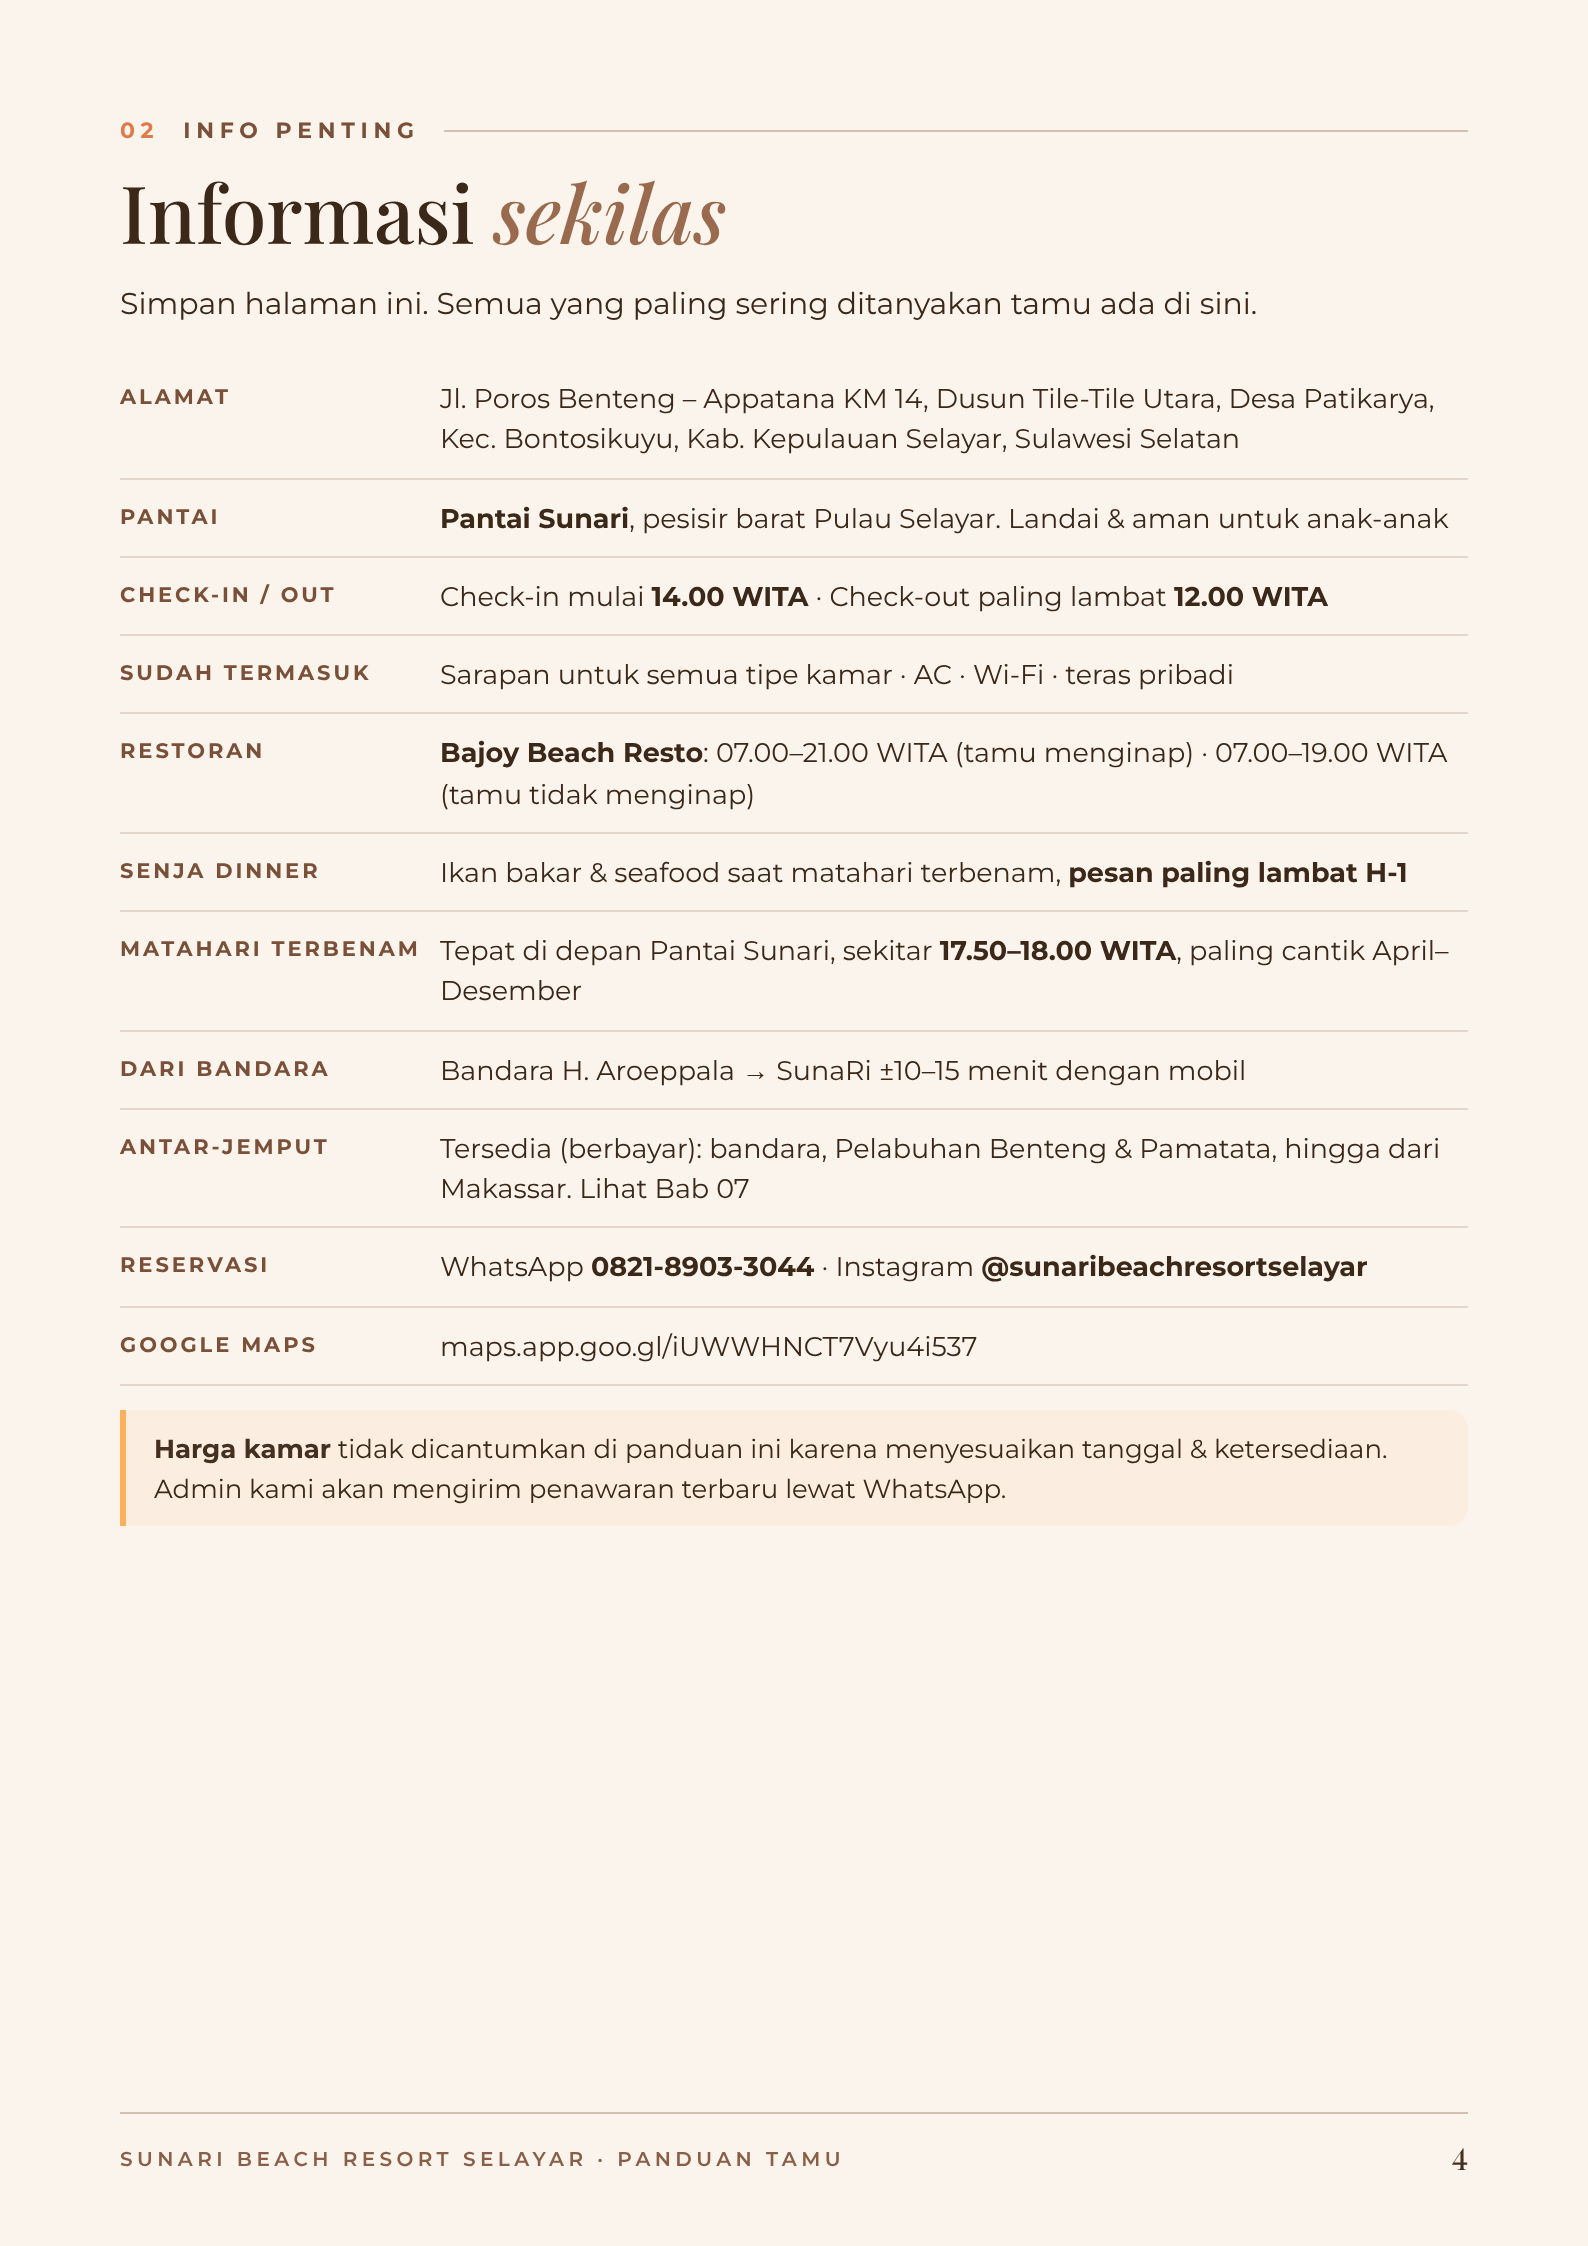 02 INFO PENTING
Informasi sekilas
Simpan halaman ini. Semua yang paling sering ditanyakan tamu ada di sini.
ALAMAT
Jl. Poros Benteng – Appatana KM 14, Dusun Tile-Tile Utara, Desa Patikarya,
Kec. Bontosikuyu, Kab. Kepulauan Selayar, Sulawesi Selatan
PANTAI
Pantai Sunari, pesisir barat Pulau Selayar. Landai & aman untuk anak-anak
CHECK-IN / OUT
Check-in mulai 14.00 WITA · Check-out paling lambat 12.00 WITA
SUDAH TERMASUK
Sarapan untuk semua tipe kamar · AC · Wi-Fi · teras pribadi
RESTORAN
Bajoy Beach Resto: 07.00–21.00 WITA (tamu menginap) · 07.00–19.00 WITA
(tamu tidak menginap)
SENJA DINNER
Ikan bakar & seafood saat matahari terbenam, pesan paling lambat H-1
MATAHARI TERBENAM
Tepat di depan Pantai Sunari, sekitar 17.50–18.00 WITA, paling cantik April–
Desember
DARI BANDARA
Bandara H. Aroeppala → SunaRi ±10–15 menit dengan mobil
ANTAR-JEMPUT
Tersedia (berbayar): bandara, Pelabuhan Benteng & Pamatata, hingga dari
Makassar. Lihat Bab 07
RESERVASI
WhatsApp 0821-8903-3044 · Instagram @sunaribeachresortselayar
GOOGLE MAPS
maps.app.goo.gl/iUWWHNCT7Vyu4i537
Harga kamar tidak dicantumkan di panduan ini karena menyesuaikan tanggal & ketersediaan.
Admin kami akan mengirim penawaran terbaru lewat WhatsApp.
SUNARI BEACH RESORT SELAYAR · PANDUAN TAMU
4